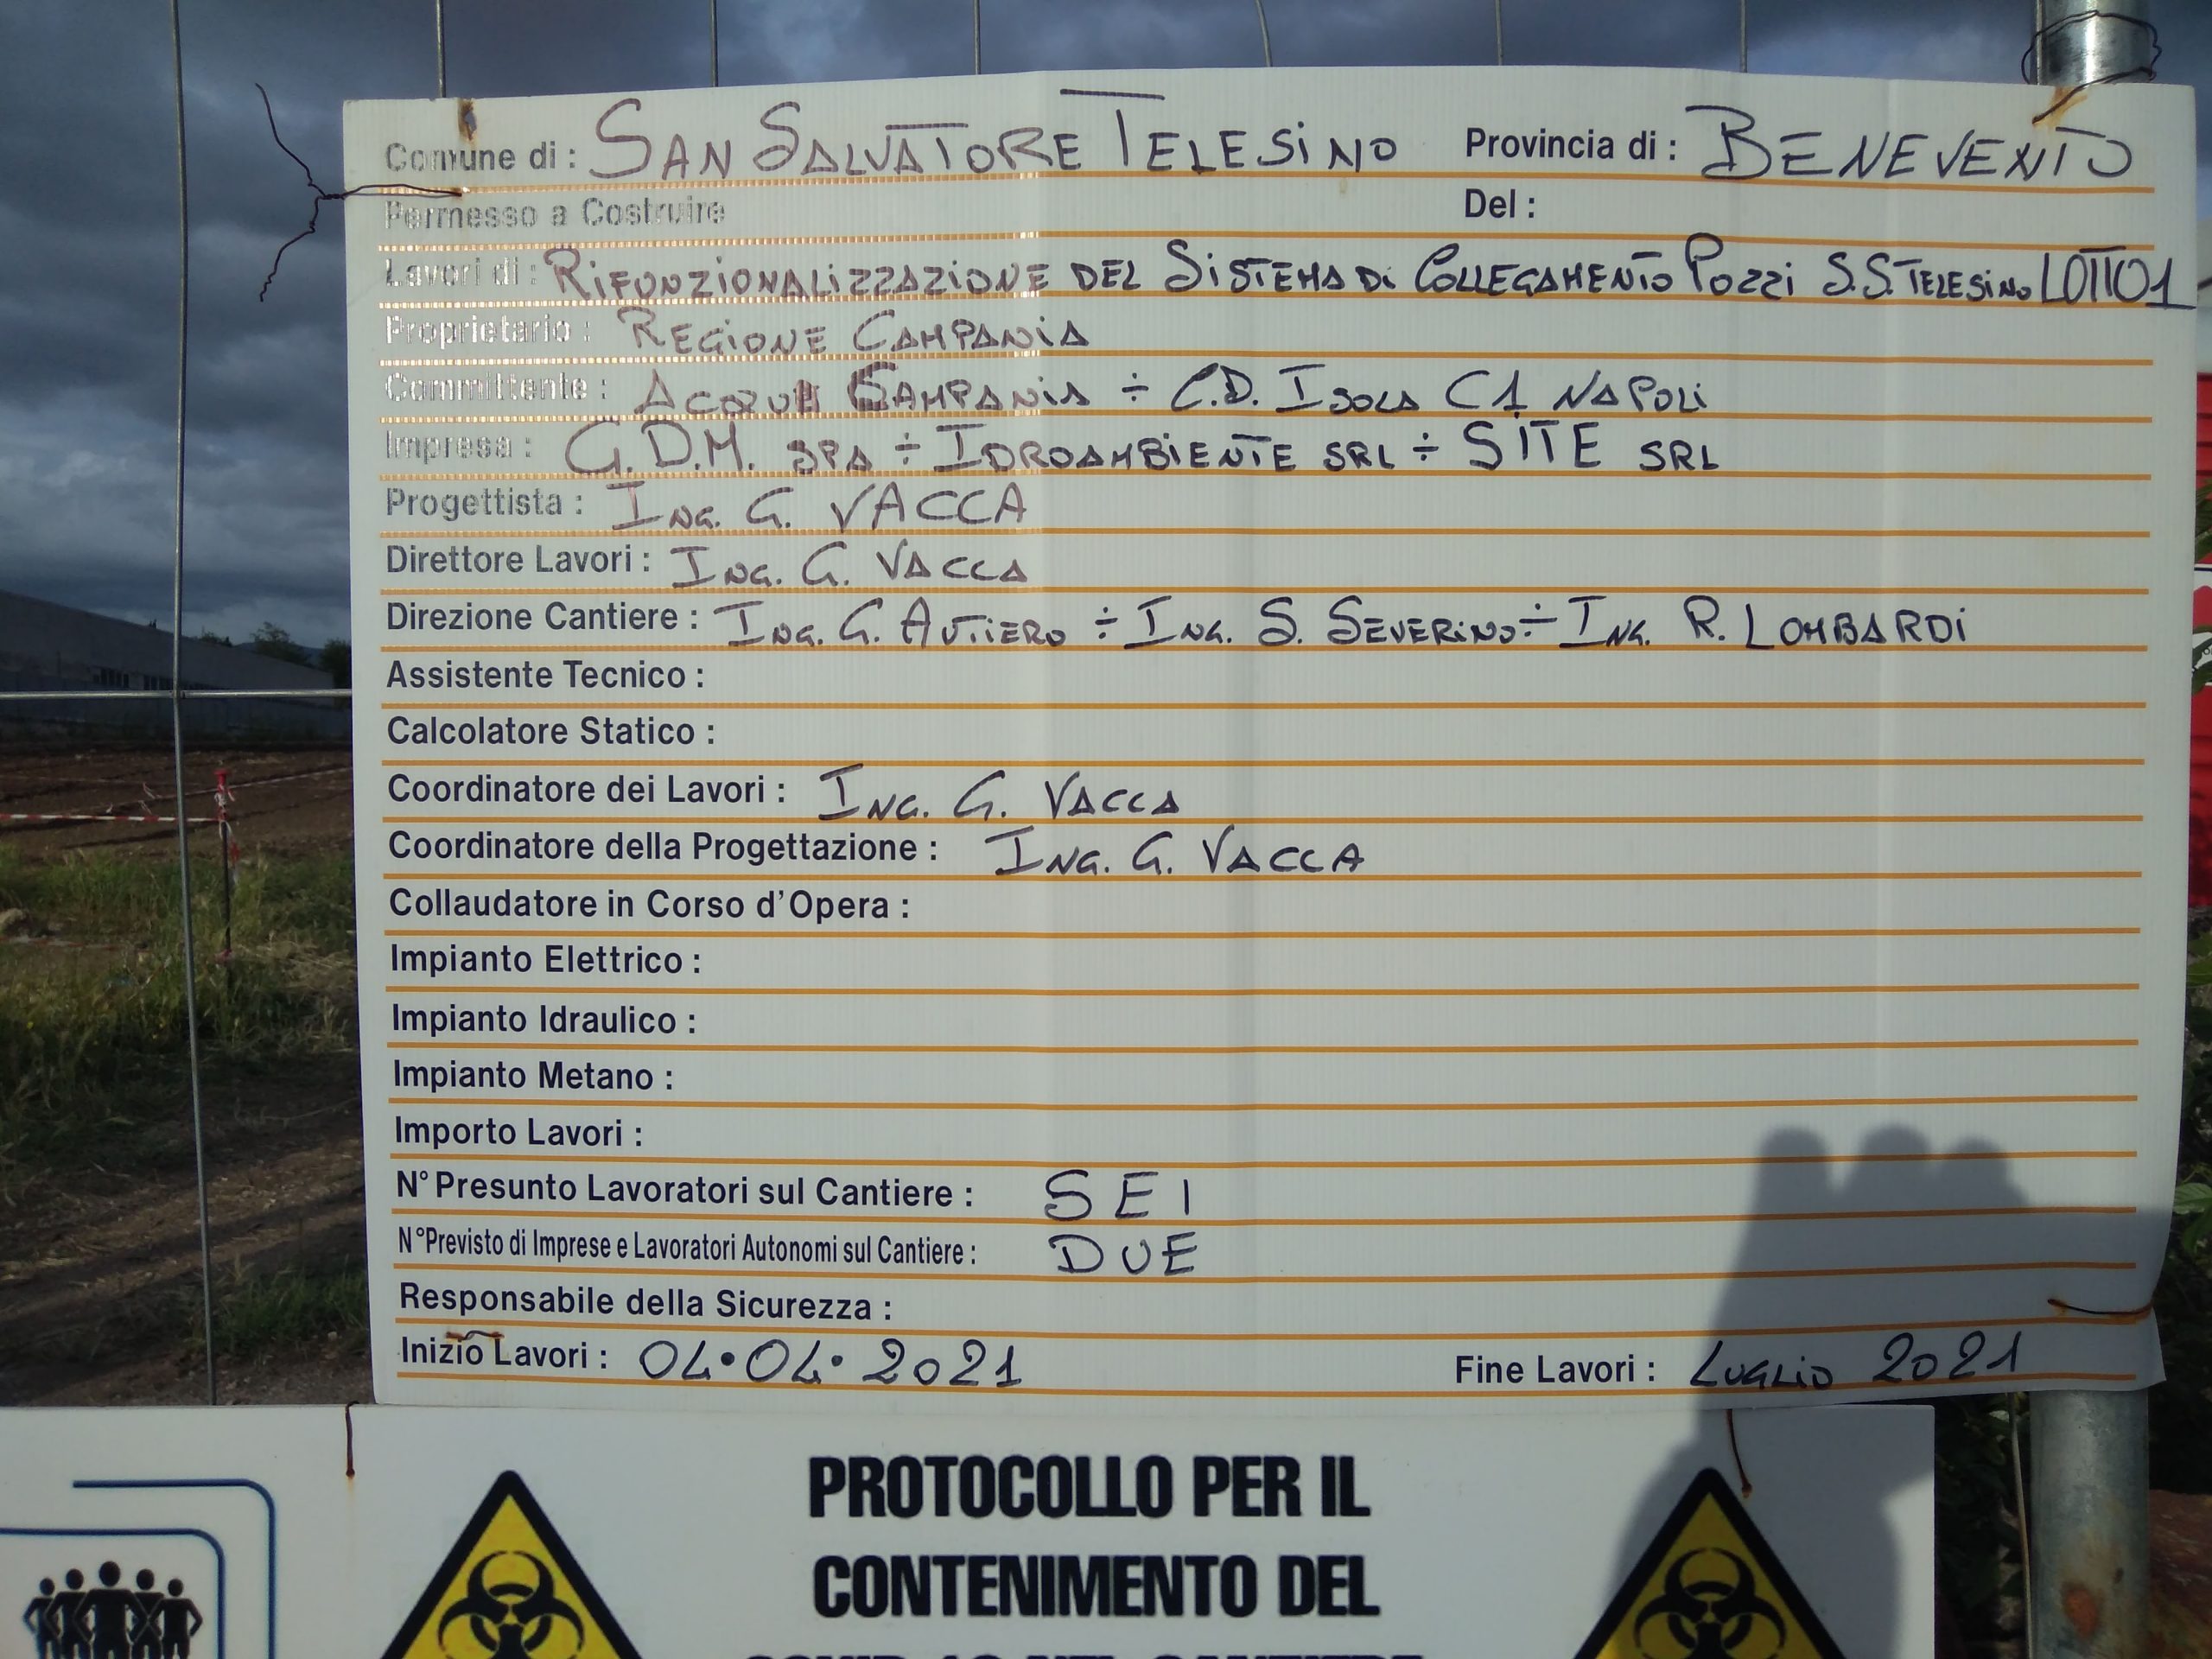 Comune di : SAN SALVATORE TELESINO Provincia di : BENEVENTO
Permesso a Costruire Del :
Lavori di : RIFUNZIONALIZZAZIONE DEL SISTEMA DI COLLEGAMENTO POZZI S.S. TELESINO LOTTO 1
Proprietario : REGIONE CAMPANIA
Committente : ACQUA CAMPANIA ÷ C.D. ISOLA C1 NAPOLI
Impresa : G.D.M. SPA ÷ IDROAMBIENTE SRL ÷ SITE SRL
Progettista : ING. G. VACCA
Direttore Lavori : ING. G. VACCA
Direzione Cantiere : ING. G. AUTIERO ÷ ING. S. SEVERINO ÷ ING. R. LOMBARDI
Assistente Tecnico :
Calcolatore Statico :
Coordinatore dei Lavori : ING. G. VACCA
Coordinatore della Progettazione : ING. G. VACCA
Collaudatore in Corso d'Opera :
Impianto Elettrico :
Impianto Idraulico :
Impianto Metano :
Importo Lavori :
N° Presunto Lavoratori sul Cantiere : SEI
N° Previsto di Imprese e Lavoratori Autonomi sul Cantiere : DUE
Responsabile della Sicurezza :
Inizio Lavori : 04.04.2021 Fine Lavori : LUGLIO 2021
PROTOCOLLO PER IL
CONTENIMENTO DEL
COVID-19 NEL CANTIERE